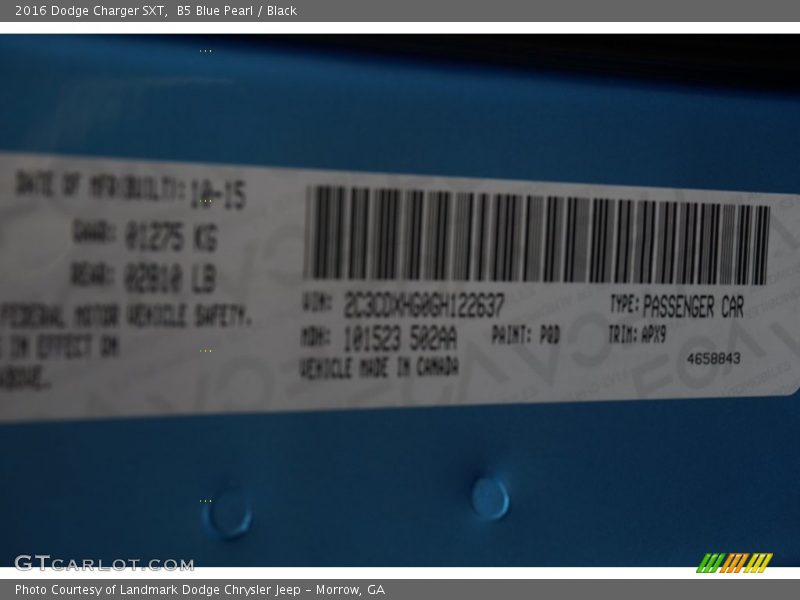 2016 Dodge Charger SXT,  B5 Blue Pearl / Black
DATE OF MFR(BUILT): 10-15
GAWR: 01275 KG
REAR: 02810 LB
FEDERAL MOTOR VEHICLE SAFETY.
IN EFFECT ON
ABOVE.
VIN: 2C3CDXHG0GH122637
TYPE: PASSENGER CAR
MDH: 101523 502AA
PAINT: PQD
TRIM: APX9
VEHICLE MADE IN CANADA
4658843
GTCARLOT.COM
Photo Courtesy of Landmark Dodge Chrysler Jeep – Morrow, GA